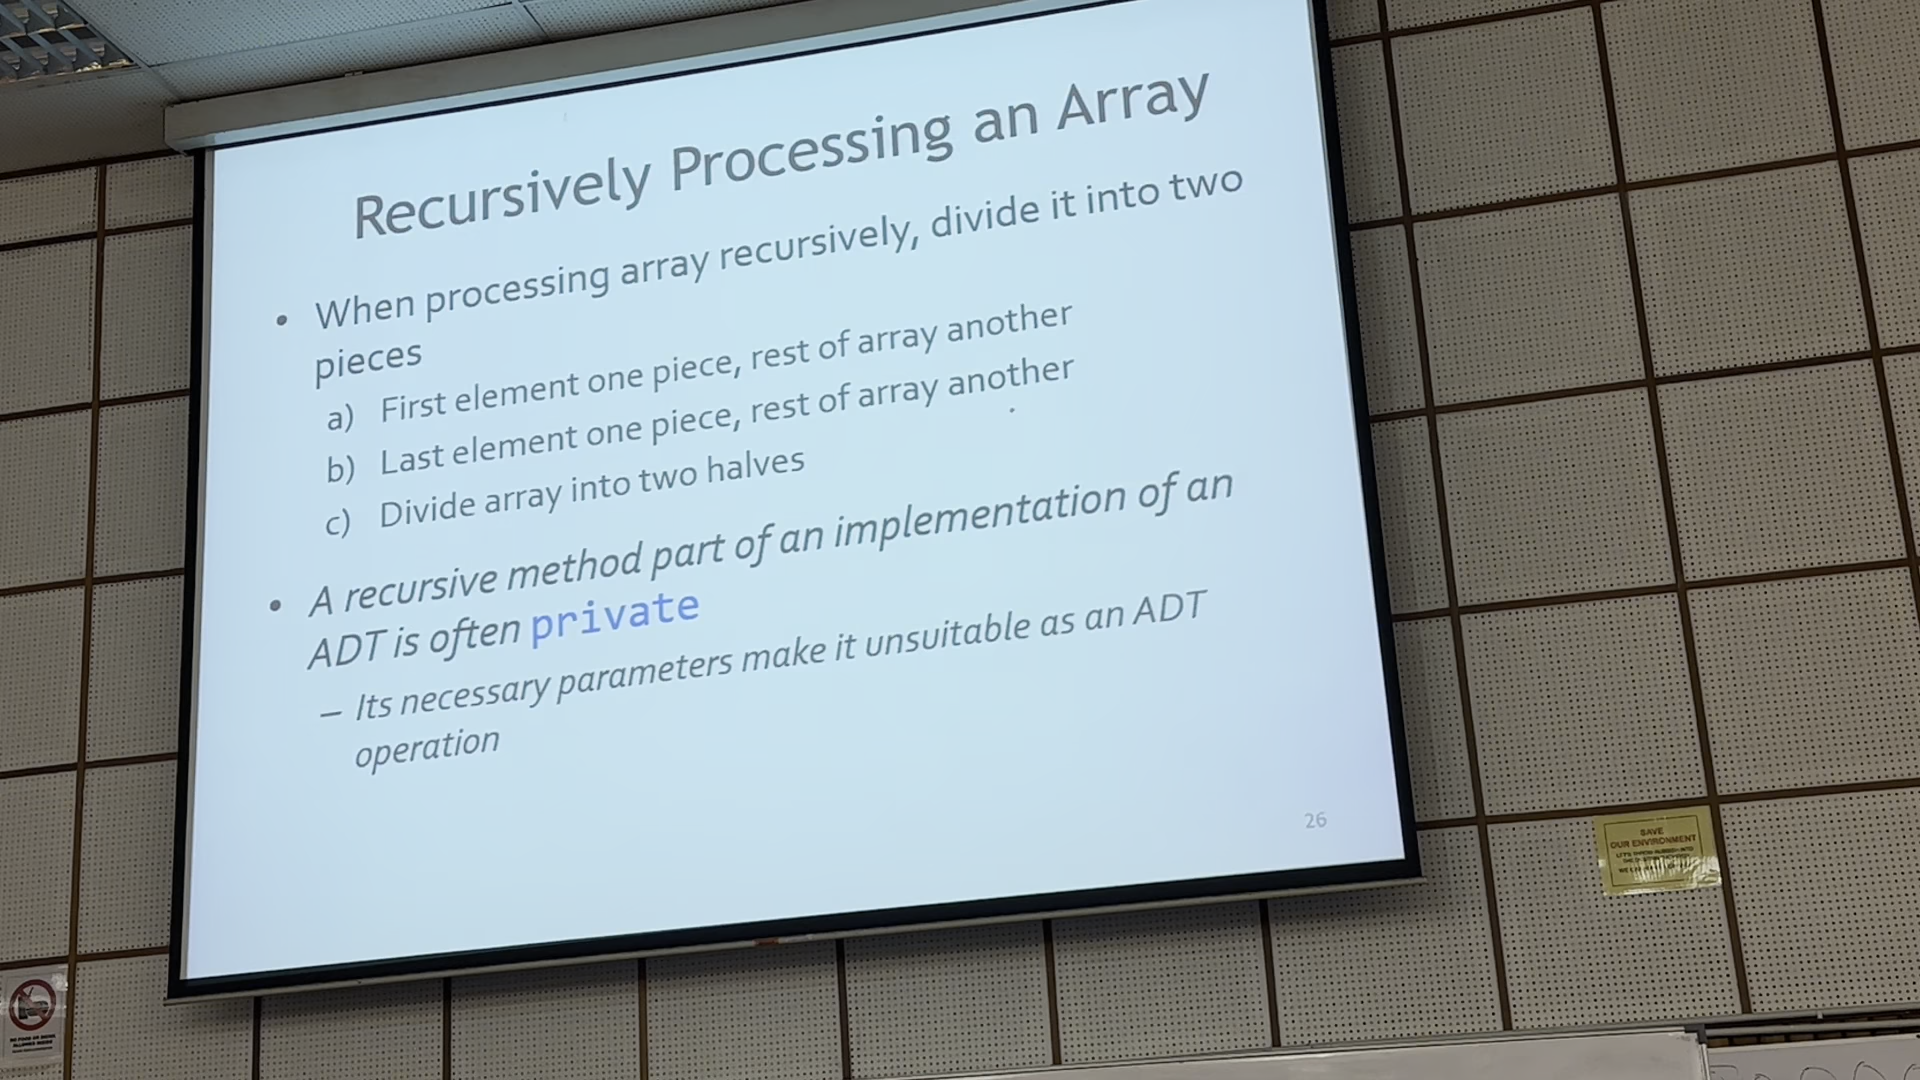 Recursively Processing an Array
• When processing array recursively, divide it into two
pieces
a) First element one piece, rest of array another
b) Last element one piece, rest of array another
c) Divide array into two halves
• A recursive method part of an implementation of an
ADT is often private
– Its necessary parameters make it unsuitable as an ADT
operation
26
SAVE
OUR ENVIRONMENT